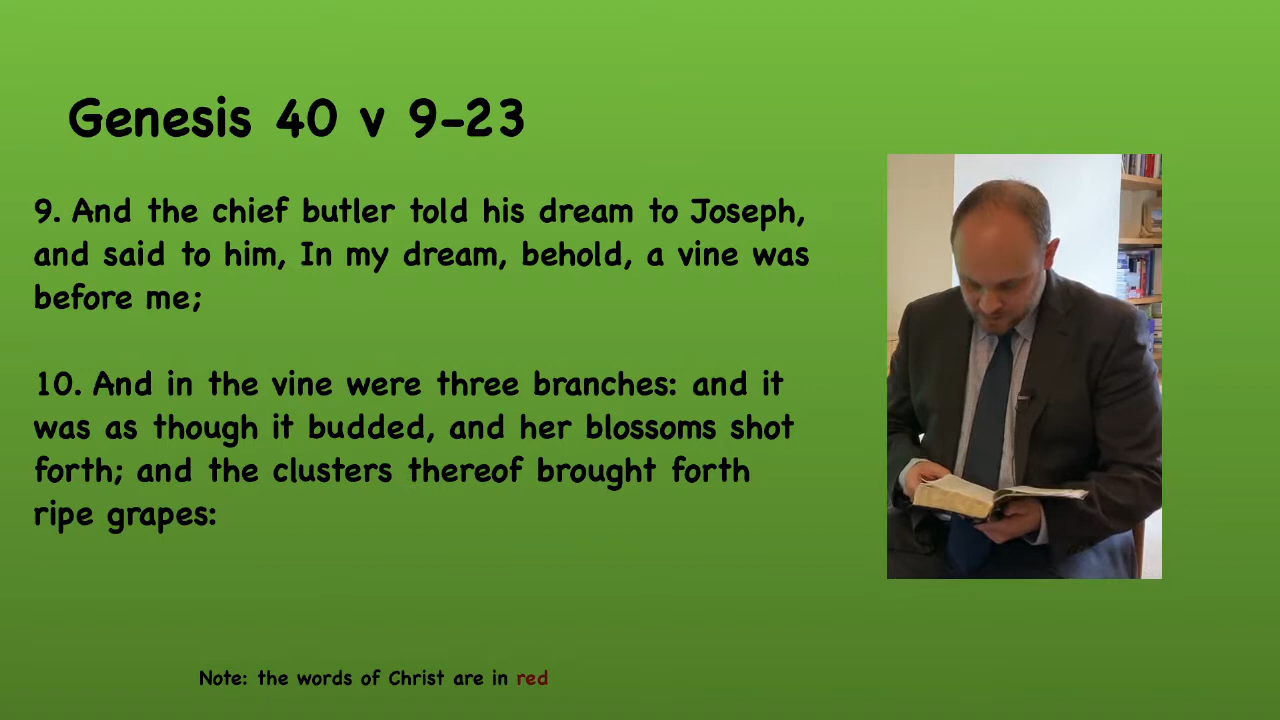 Genesis 40 v 9-23
9. And the chief butler told his dream to Joseph,
and said to him, In my dream, behold, a vine was
before me;
10. And in the vine were three branches: and it
was as though it budded, and her blossoms shot
forth; and the clusters thereof brought forth
ripe grapes:
Note: the words of Christ are in red